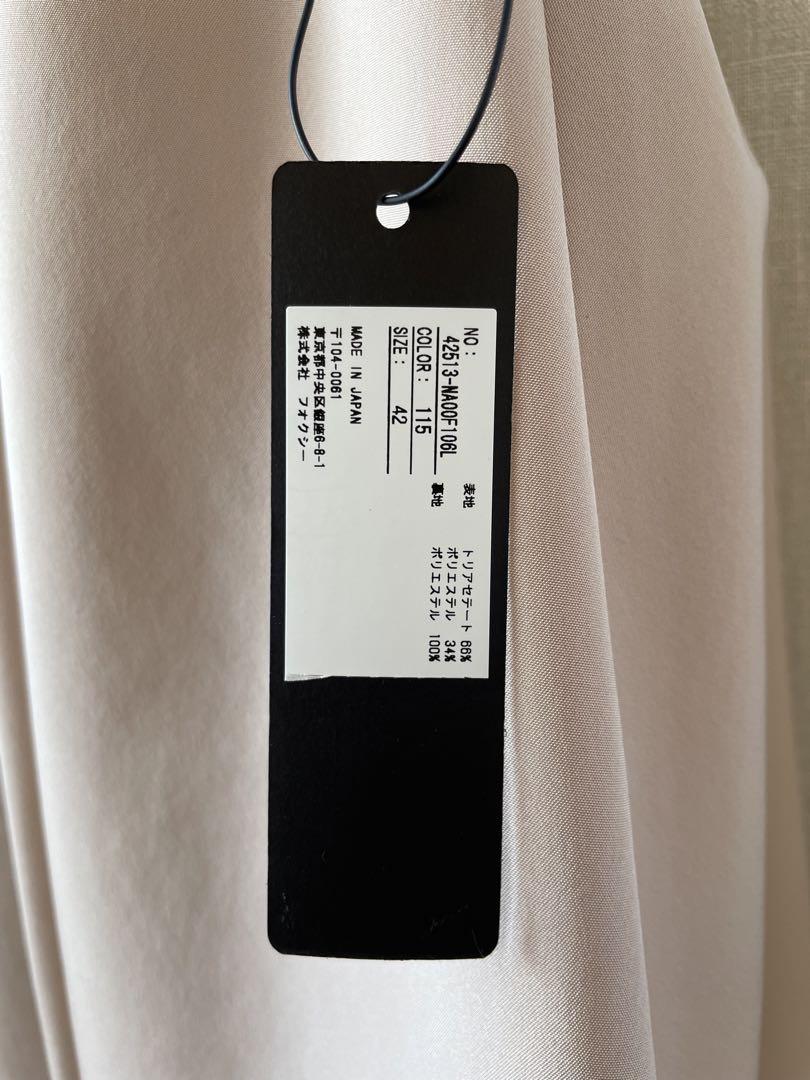 NO:
42513-NA00F106L
COLOR: 115
SIZE: 42
表地 トリアセテート 66%
ポリエステル 34%
裏地 ポリエステル 100%
MADE IN JAPAN
〒104-0061
東京都中央区銀座6-8-1
株式会社 フオクシー